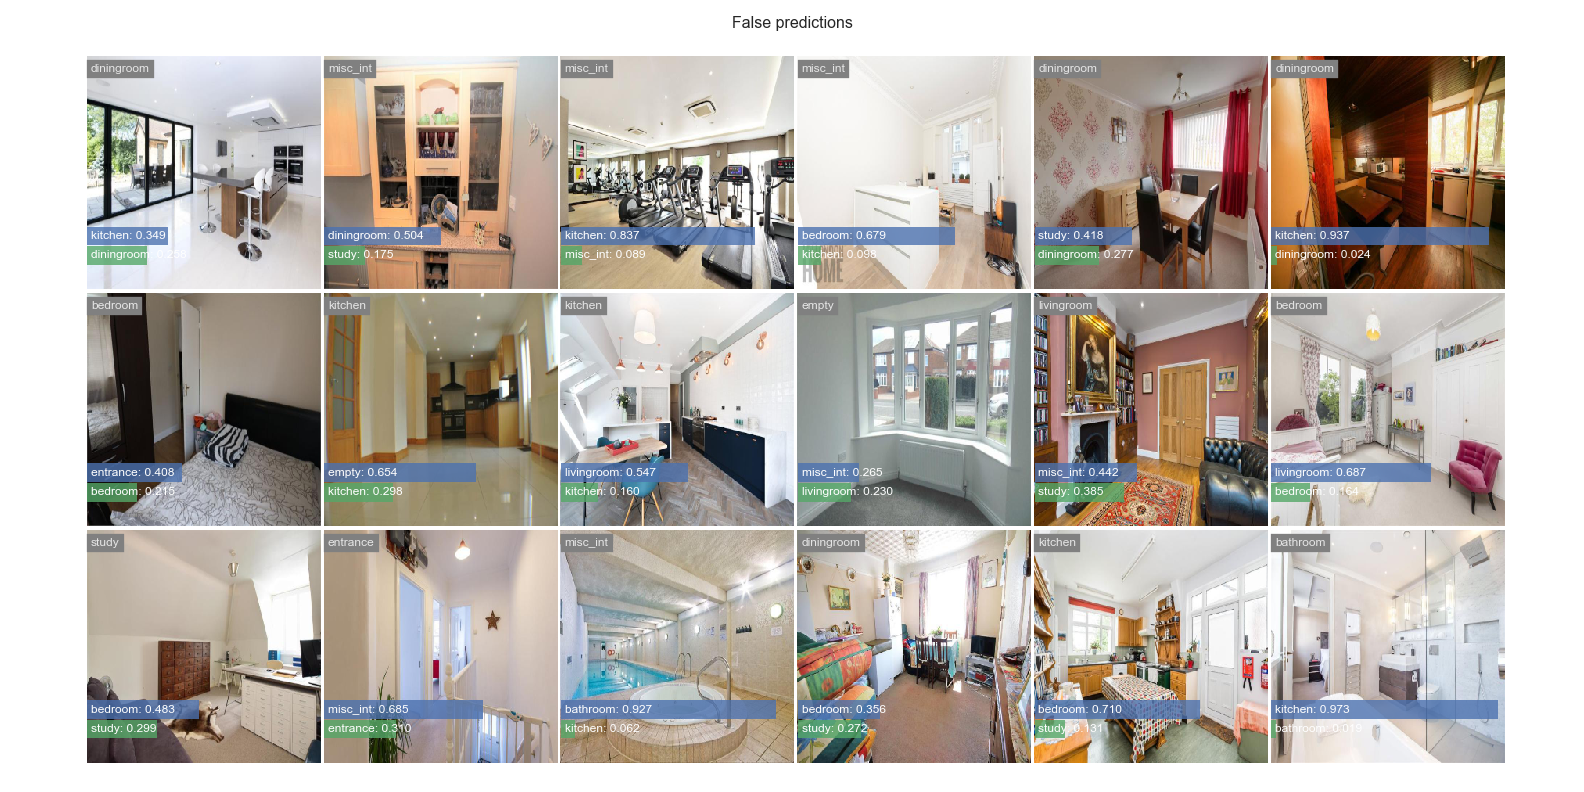 False predictions
diningroom
kitchen: 0.349
diningroom: 0.258
misc_int
diningroom: 0.504
study: 0.175
misc_int
kitchen: 0.837
misc_int: 0.089
misc_int
bedroom: 0.679
kitchen: 0.098
HOME
diningroom
study: 0.418
diningroom: 0.277
diningroom
kitchen: 0.937
diningroom: 0.024
bedroom
entrance: 0.408
bedroom: 0.215
kitchen
empty: 0.654
kitchen: 0.298
kitchen
livingroom: 0.547
kitchen: 0.160
empty
misc_int: 0.265
livingroom: 0.230
livingroom
misc_int: 0.442
study: 0.385
bedroom
livingroom: 0.687
bedroom: 0.164
study
bedroom: 0.483
study: 0.299
entrance
misc_int: 0.685
entrance: 0.310
misc_int
bathroom: 0.927
kitchen: 0.062
diningroom
bedroom: 0.356
study: 0.272
kitchen
bedroom: 0.710
study: 0.131
bathroom
kitchen: 0.973
bathroom: 0.019